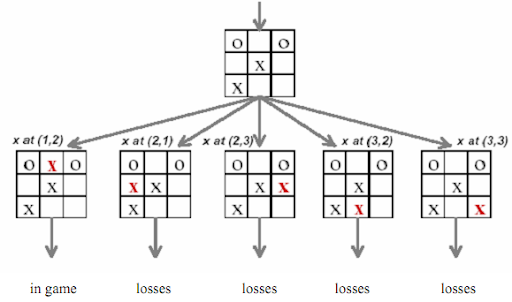 O O
X
X
x at (1,2) x at (2,1) x at (2,3) x at (3,2) x at (3,3)
O X O O O O O O O O O
X X X X X X X
X X X X X X X
in game losses losses losses losses